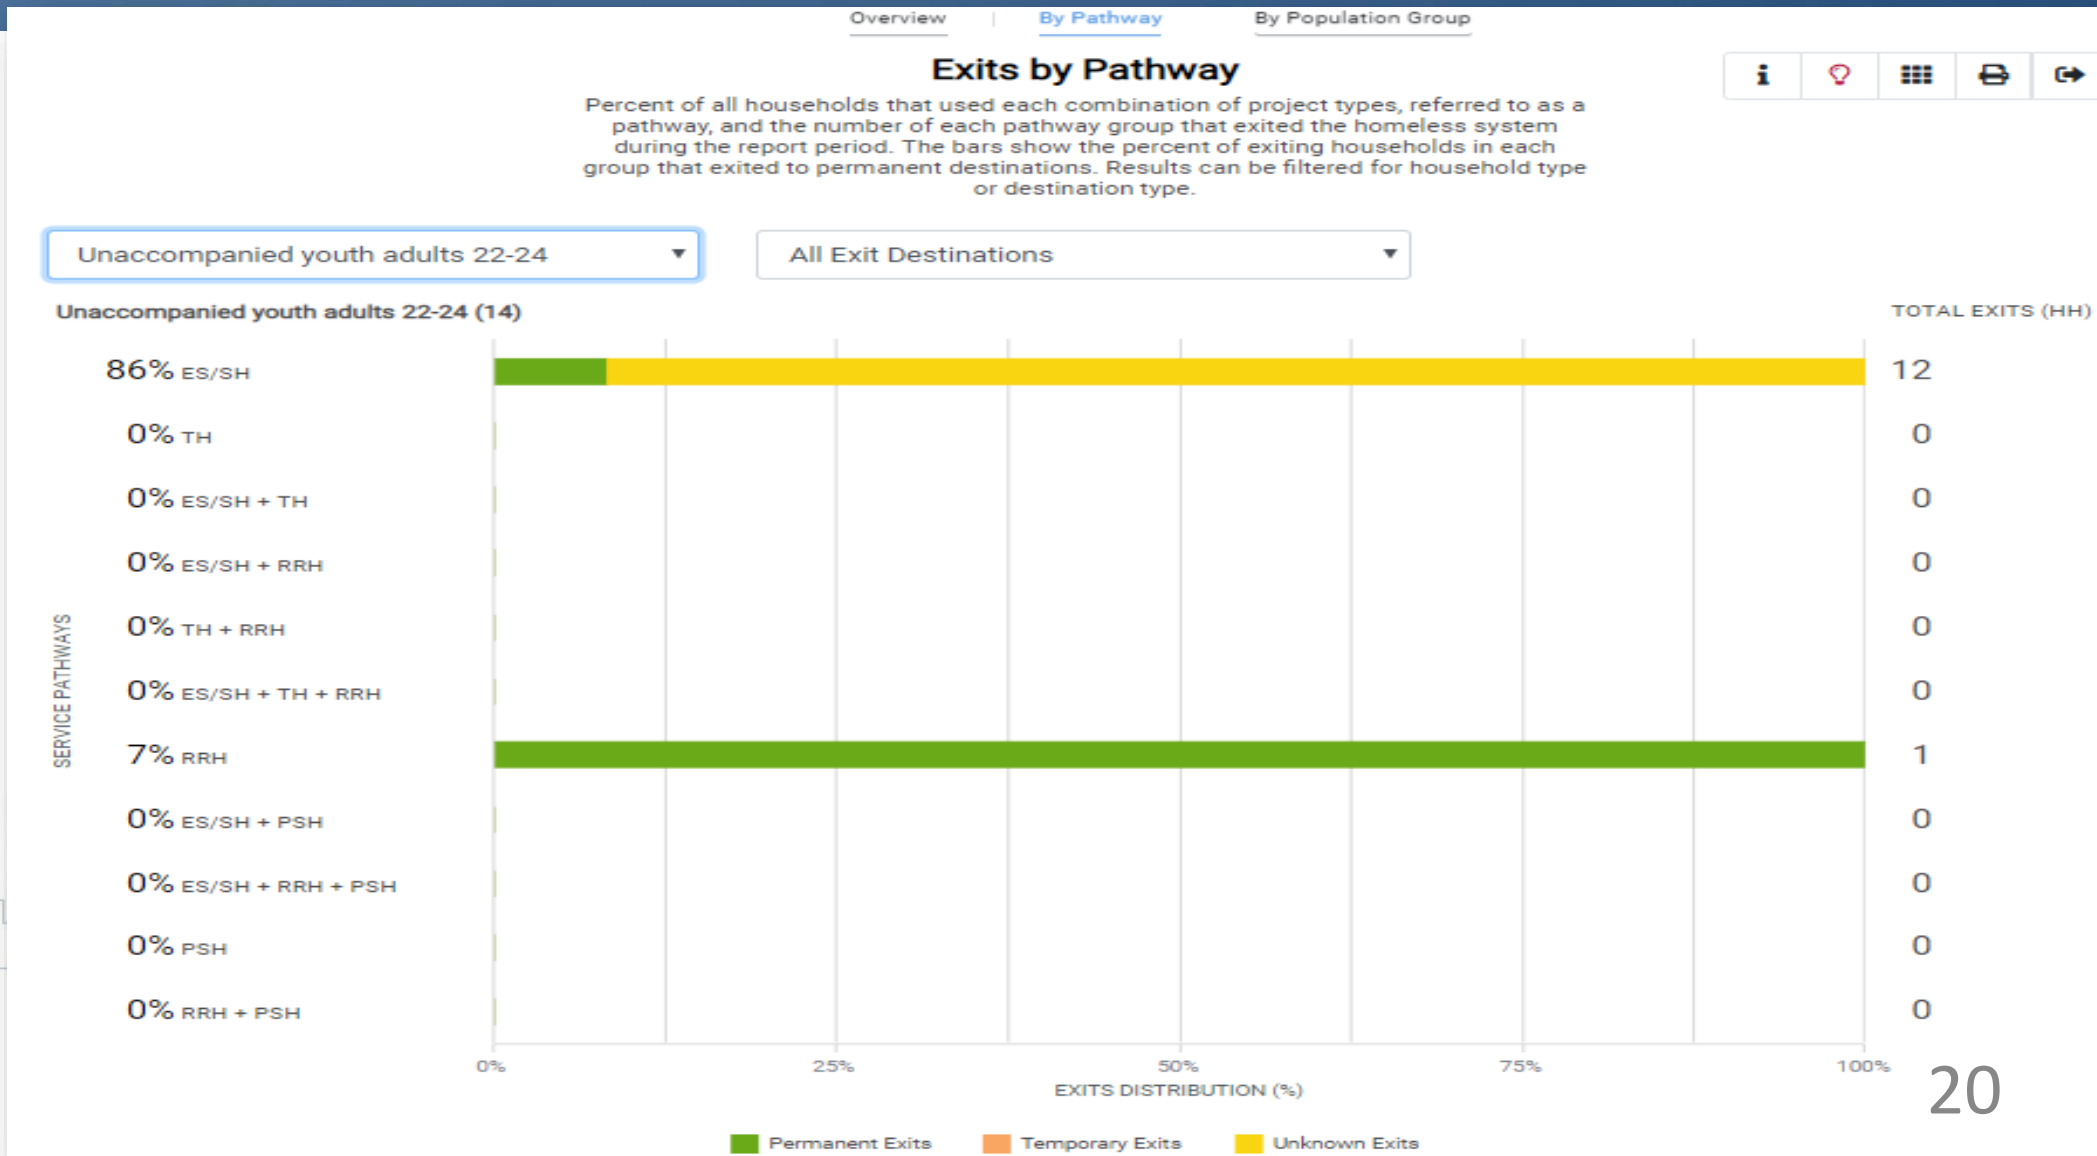 Overview | By Pathway By Population Group
Exits by Pathway
Percent of all households that used each combination of project types, referred to as a
pathway, and the number of each pathway group that exited the homeless system
during the report period. The bars show the percent of exiting households in each
group that exited to permanent destinations. Results can be filtered for household type
or destination type.
Unaccompanied youth adults 22-24
All Exit Destinations
Unaccompanied youth adults 22-24 (14)
TOTAL EXITS (HH)
SERVICE PATHWAYS
86% ES/SH 12
0% TH 0
0% ES/SH + TH 0
0% ES/SH + RRH 0
0% TH + RRH 0
0% ES/SH + TH + RRH 0
7% RRH 1
0% ES/SH + PSH 0
0% ES/SH + RRH + PSH 0
0% PSH 0
0% RRH + PSH 0
0% 25% 50% 75% 100%
EXITS DISTRIBUTION (%)
20
Permanent Exits Temporary Exits Unknown Exits